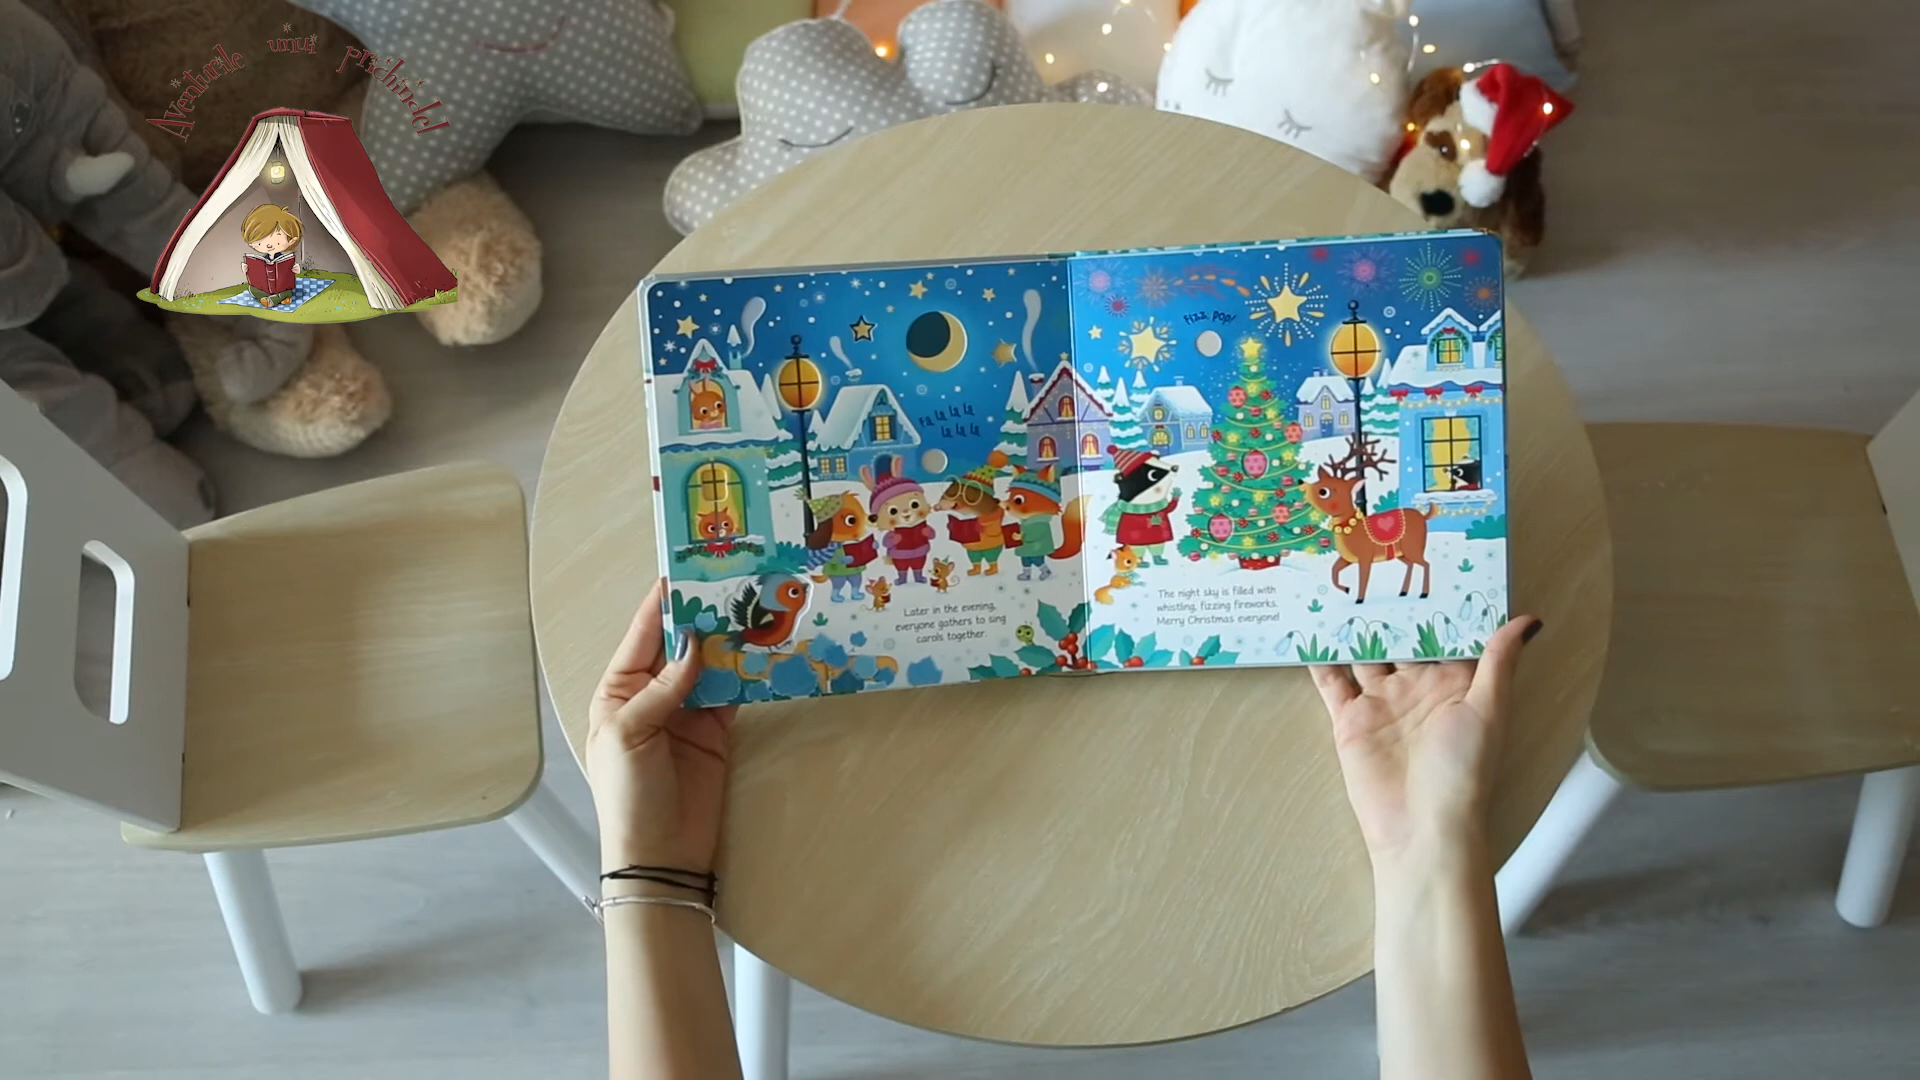 Aventurile unui prichindel
Fa la la la
la la la
Fizz, pop!
Later in the evening,
everyone gathers to sing
carols together.
The night sky is filled with
whistling, fizzing fireworks.
Merry Christmas everyone!